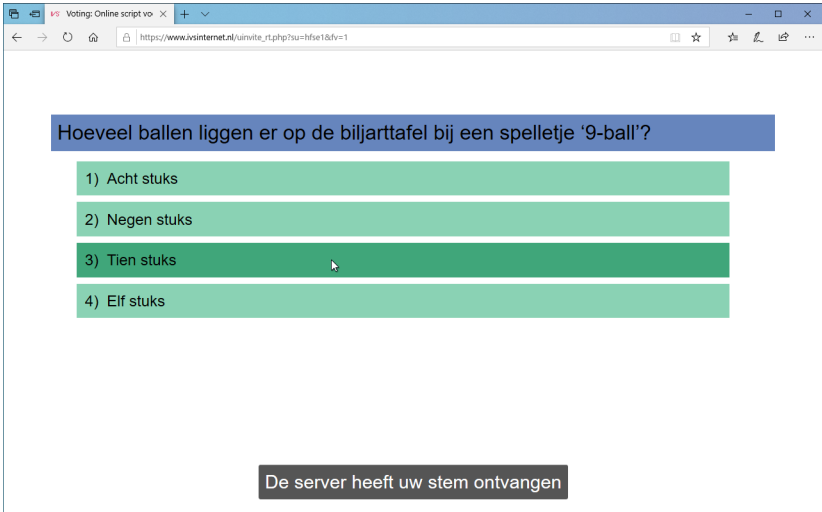 Voting: Online script vo
https://www.ivsinternet.nl/uinvite_rt.php?su=hfse1&fv=1
Hoeveel ballen liggen er op de biljarttafel bij een spelletje ‘9-ball’?
1) Acht stuks
2) Negen stuks
3) Tien stuks
4) Elf stuks
De server heeft uw stem ontvangen